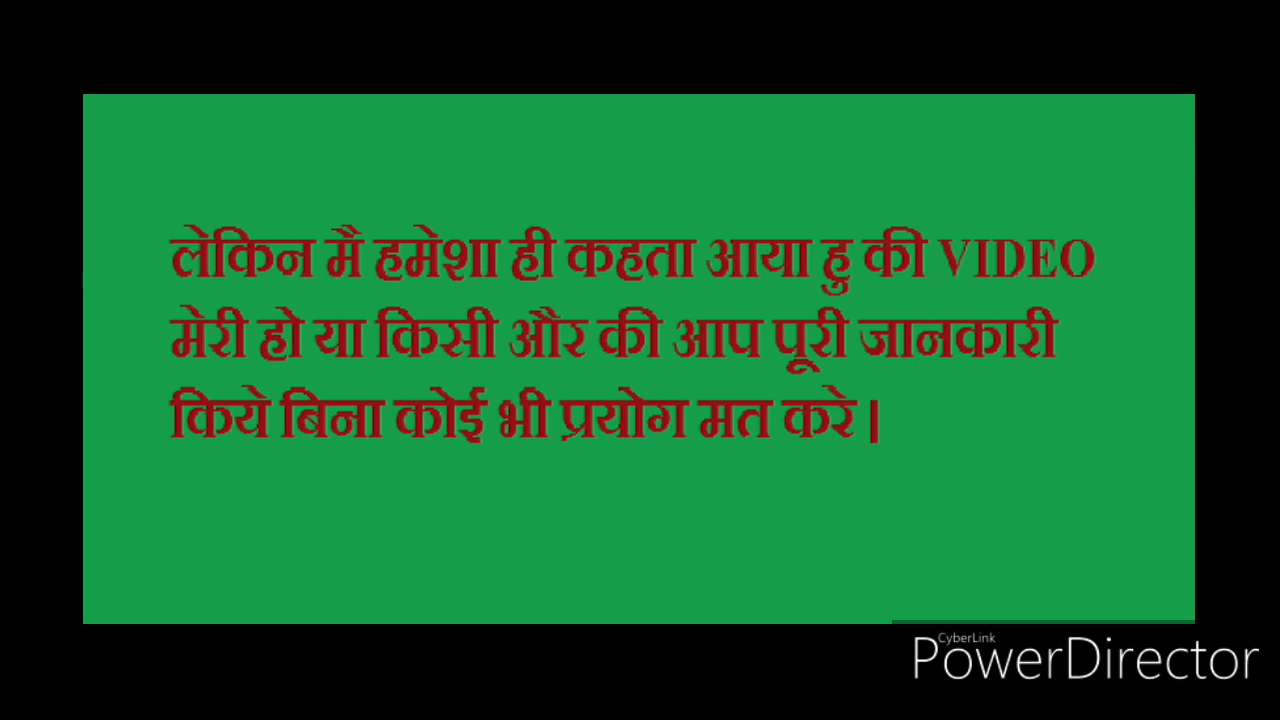 लेकिन मै हमेशा ही कहता आया हु की VIDEO
मेरी हो या किसी और की आप पूरी जानकारी
किये बिना कोई भी प्रयोग मत करे |
CyberLink
PowerDirector